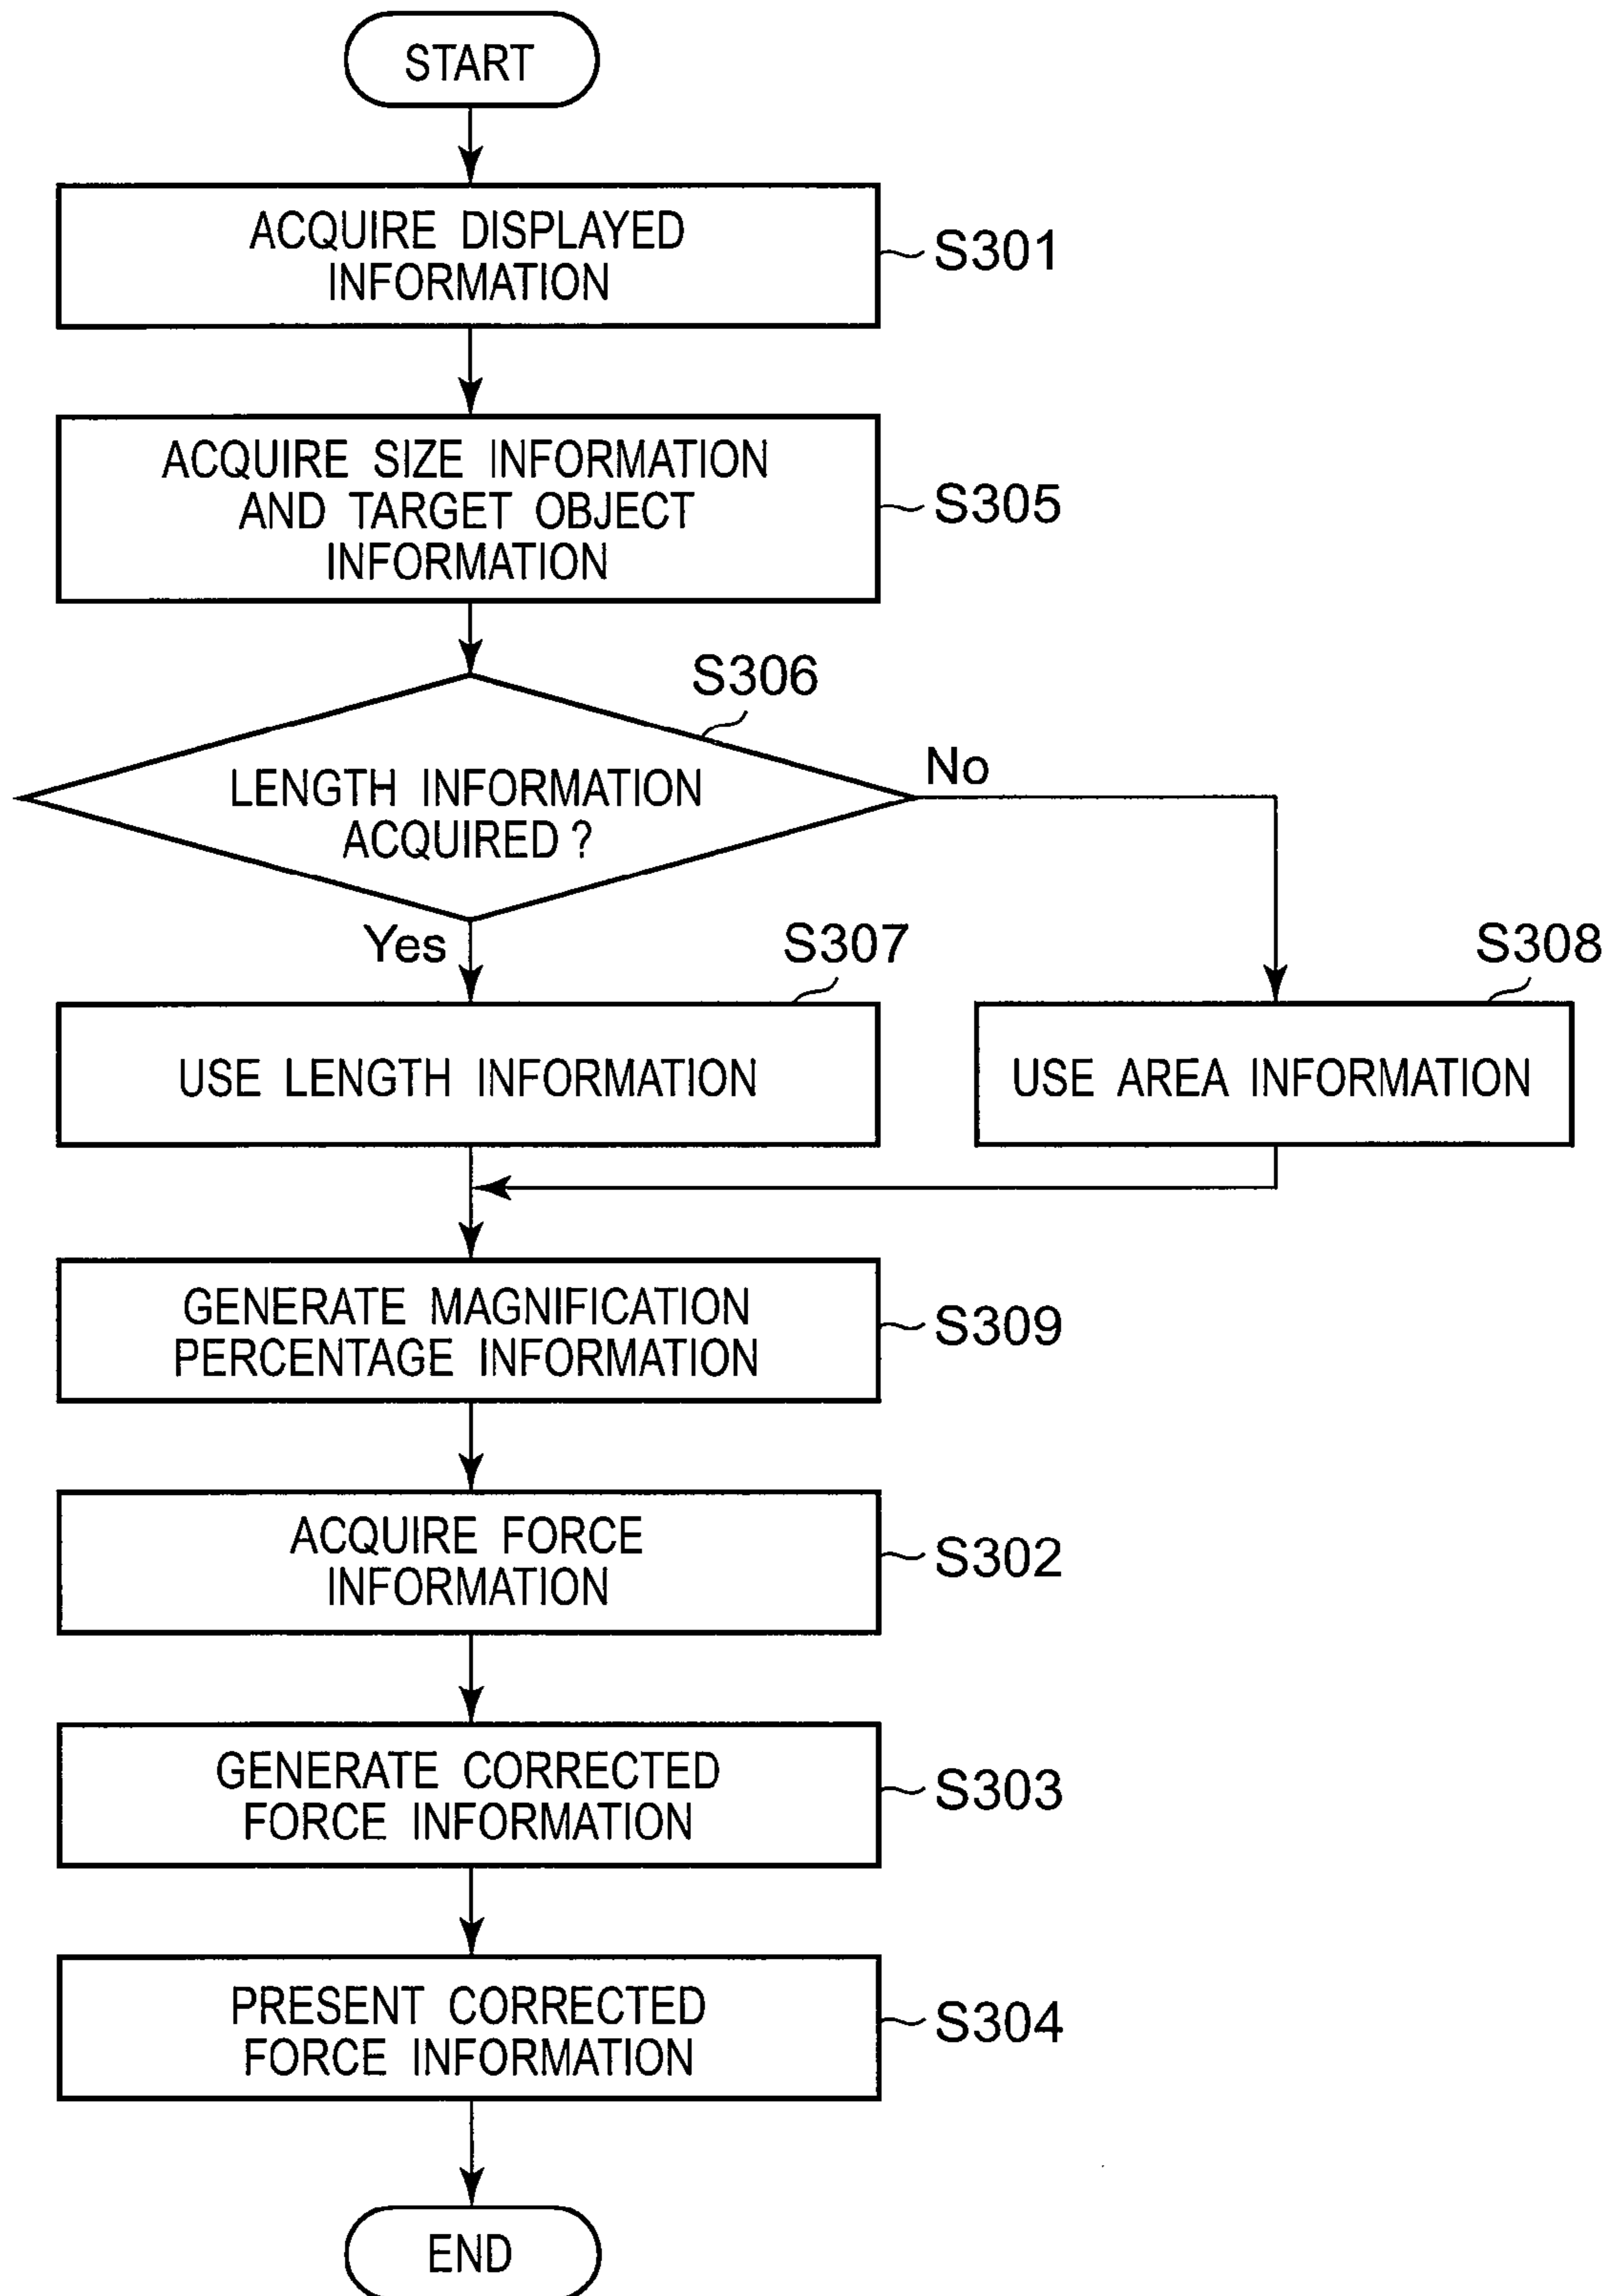 START
ACQUIRE DISPLAYED
INFORMATION
S301
ACQUIRE SIZE INFORMATION
AND TARGET OBJECT
INFORMATION
S305
S306
LENGTH INFORMATION
ACQUIRED ?
No
Yes
S307
S308
USE LENGTH INFORMATION
USE AREA INFORMATION
GENERATE MAGNIFICATION
PERCENTAGE INFORMATION
S309
ACQUIRE FORCE
INFORMATION
S302
GENERATE CORRECTED
FORCE INFORMATION
S303
PRESENT CORRECTED
FORCE INFORMATION
S304
END